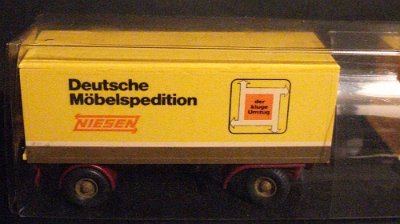 Deutsche
Möbelspedition
NIESEN
der
kluge
Umzug